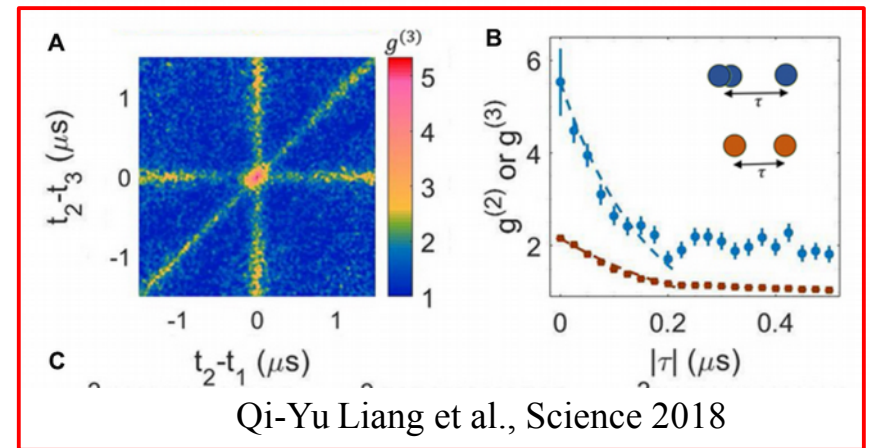 A
g(3)
5
4
3
2
1
1
0
-1
t2-t3 (μs)
-1
0
1
t2-t1 (μs)
B
6
4
2
g(2) or g(3)
τ
τ
0
0.2
0.4
|τ| (μs)
C
Qi-Yu Liang et al., Science 2018